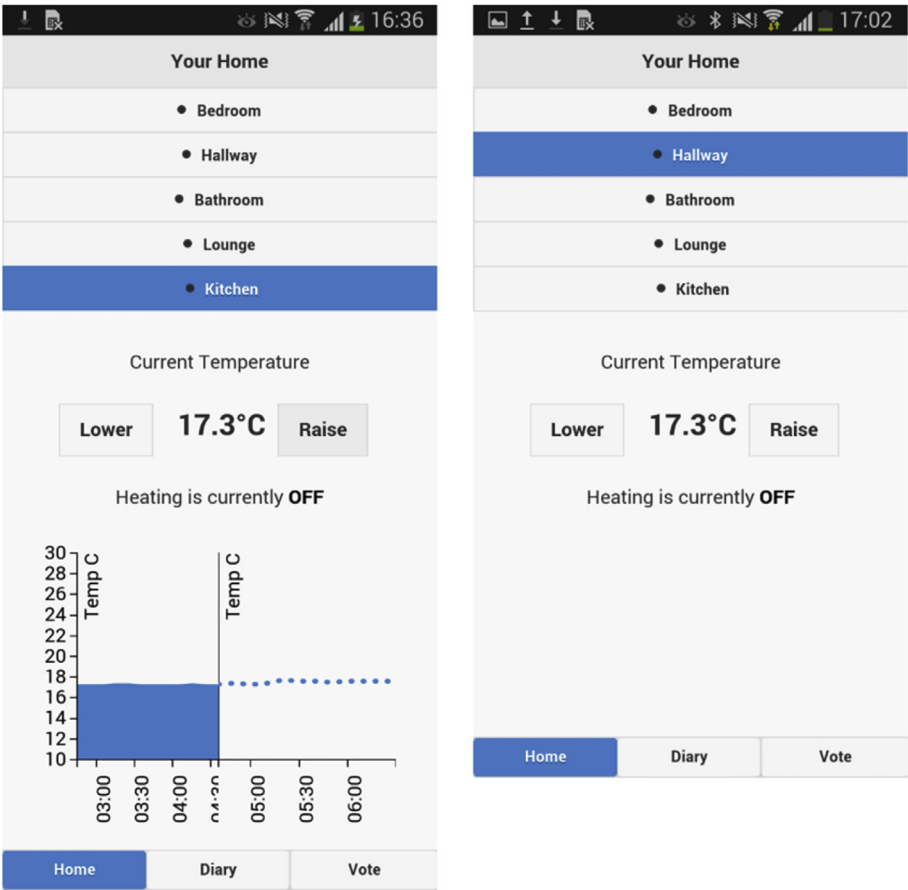 16:36
Your Home
Bedroom
Hallway
Bathroom
Lounge
Kitchen
Current Temperature
Lower 17.3°C Raise
Heating is currently OFF
30
28
26
24
22
20
18
16
14
12
10
Temp C
Temp C
03:00
03:30
04:00
04:30
05:00
05:30
06:00
Home Diary Vote
17:02
Your Home
Bedroom
Hallway
Bathroom
Lounge
Kitchen
Current Temperature
Lower 17.3°C Raise
Heating is currently OFF
Home Diary Vote